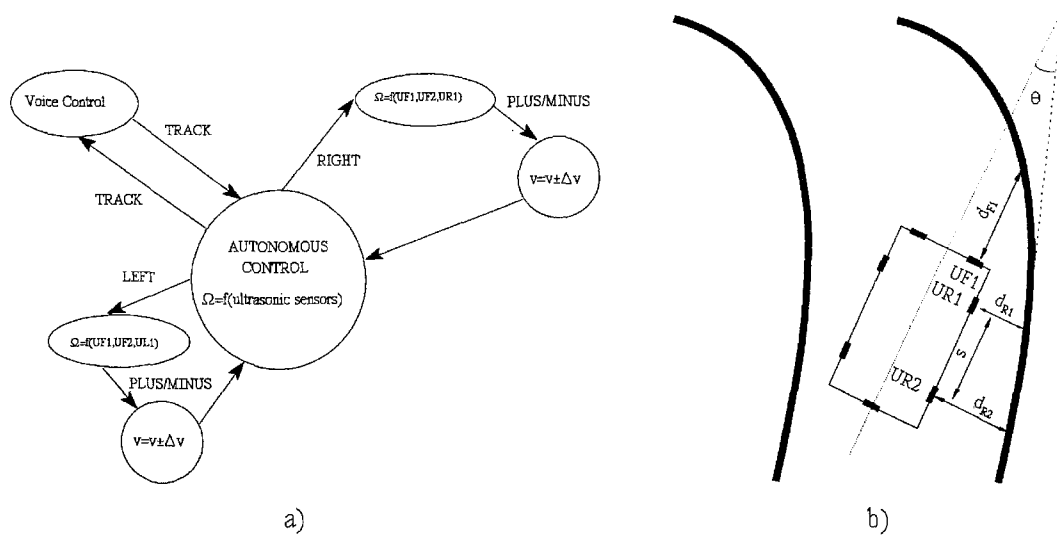 Voice Control
TRACK
TRACK
Ω=f(UF1,UF2,UR1)
PLUS/MINUS
RIGHT
v=v±Δv
AUTONOMOUS
CONTROL
Ω=f(ultrasonic sensors)
LEFT
Ω=f(UF1,UF2,UL1)
PLUS/MINUS
v=v±Δv
a)
θ
dF1
UF1
UR1
dR1
s
UR2
dR2
b)